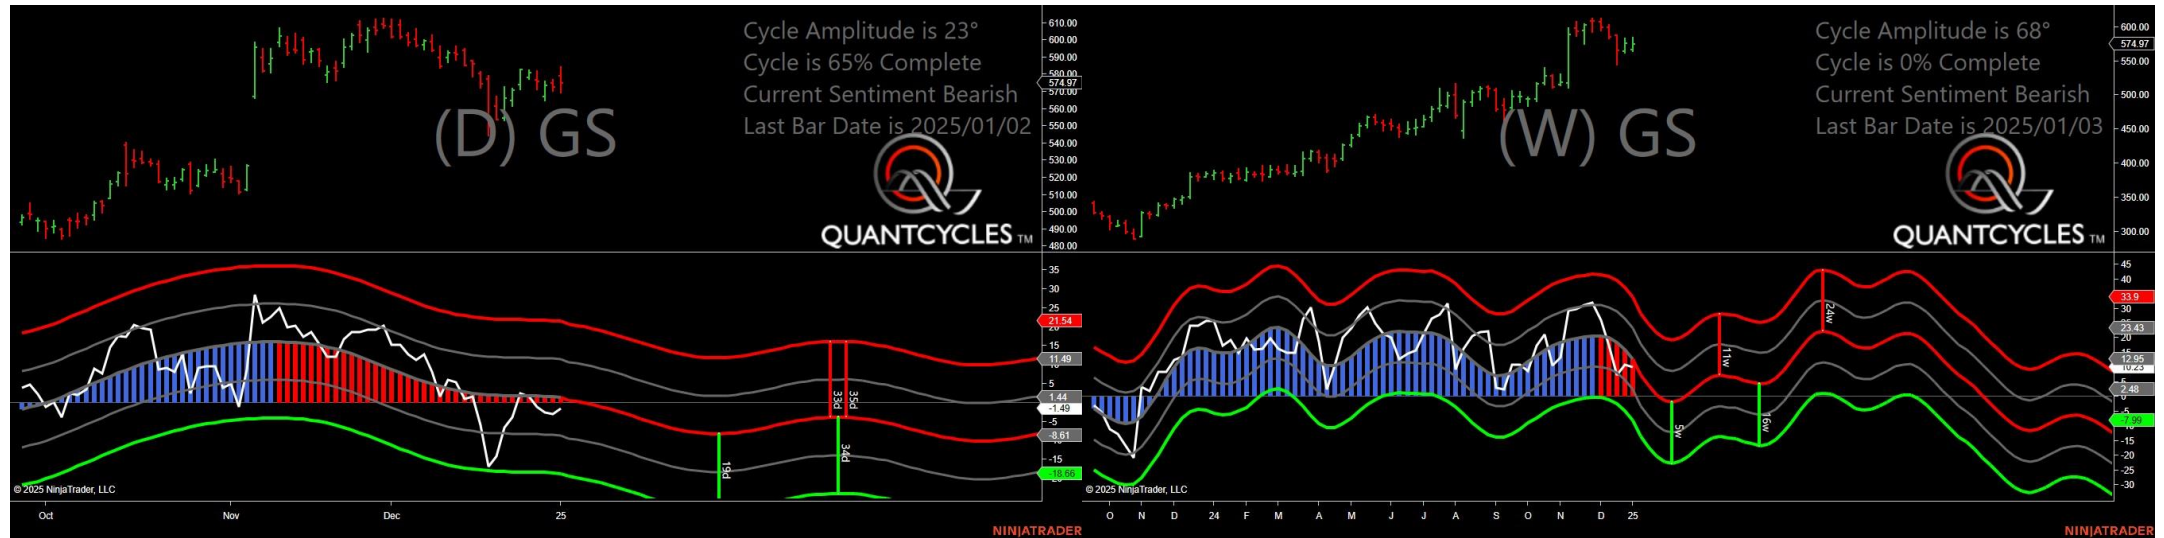 Cycle Amplitude is 23°
Cycle is 65% Complete
Current Sentiment Bearish
Last Bar Date is 2025/01/02
(D) GS
QUANTCYCLES TM
610.00
600.00
590.00
580.00
574.97
570.00
560.00
550.00
540.00
530.00
520.00
510.00
500.00
490.00
480.00
35
30
25
21.54
20
15
11.49
5
1.44
-1.49
-5
-8.61
-15
-18.66
33d
35d
34d
19d
© 2025 NinjaTrader, LLC
Oct
Nov
Dec
25
NINJATRADER
Cycle Amplitude is 68°
Cycle is 0% Complete
Current Sentiment Bearish
Last Bar Date is 2025/01/03
(W) GS
QUANTCYCLES TM
600.00
574.97
550.00
500.00
450.00
400.00
350.00
300.00
45
40
33.9
30
23.43
20
12.95
10.23
2.48
-5
-7.99
-15
-20
-25
-30
24w
11w
5w
16w
© 2025 NinjaTrader, LLC
O N D 24 F M A M J J A S O N D 25
NINJATRADER